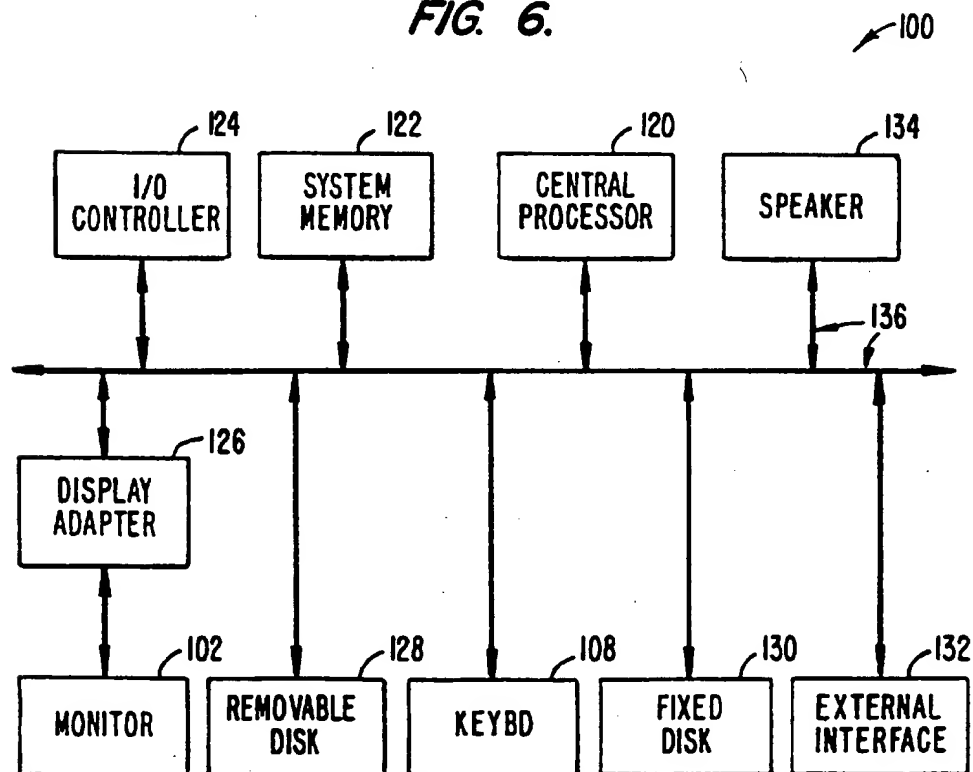 FIG. 6.
100
124
122
120
134
I/O
CONTROLLER
SYSTEM
MEMORY
CENTRAL
PROCESSOR
SPEAKER
136
126
DISPLAY
ADAPTER
102
128
108
130
132
MONITOR
REMOVABLE
DISK
KEYBD
FIXED
DISK
EXTERNAL
INTERFACE